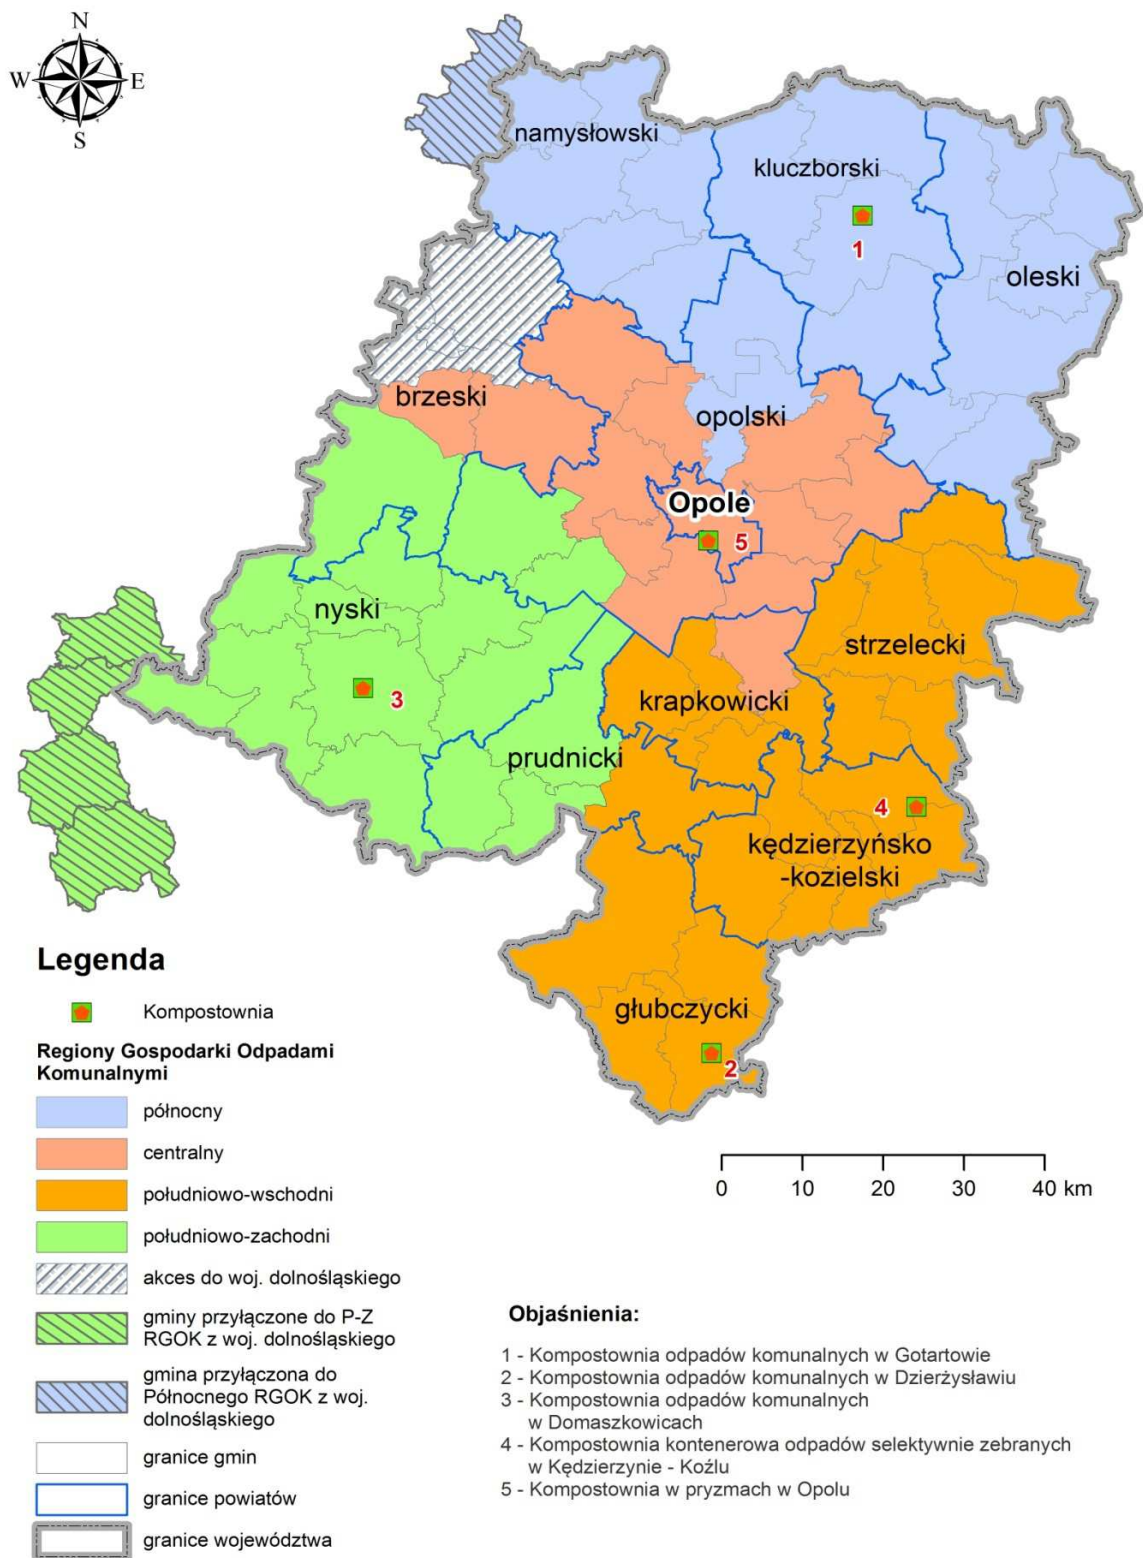 N
W
E
S
namysłowski
kluczborski
1
oleski
brzeski
opolski
Opole
5
nyski
strzelecki
3
krapkowicki
prudnicki
4
kędzierzyńsko
-kozielski
głubczycki
2
0 10 20 30 40 km
Legenda
Kompostownia
Regiony Gospodarki Odpadami
Komunalnymi
północny
centralny
południowo-wschodni
południowo-zachodni
akces do woj. dolnośląskiego
gminy przyłączone do P-Z
RGOK z woj. dolnośląskiego
gmina przyłączona do
Północnego RGOK z woj.
dolnośląskiego
granice gmin
granice powiatów
granice województwa
Objaśnienia:
1 - Kompostownia odpadów komunalnych w Gotartowie
2 - Kompostownia odpadów komunalnych w Dzierżysławiu
3 - Kompostownia odpadów komunalnych
w Domaszkowicach
4 - Kompostownia kontenerowa odpadów selektywnie zebranych
w Kędzierzynie - Koźlu
5 - Kompostownia w pryzmach w Opolu